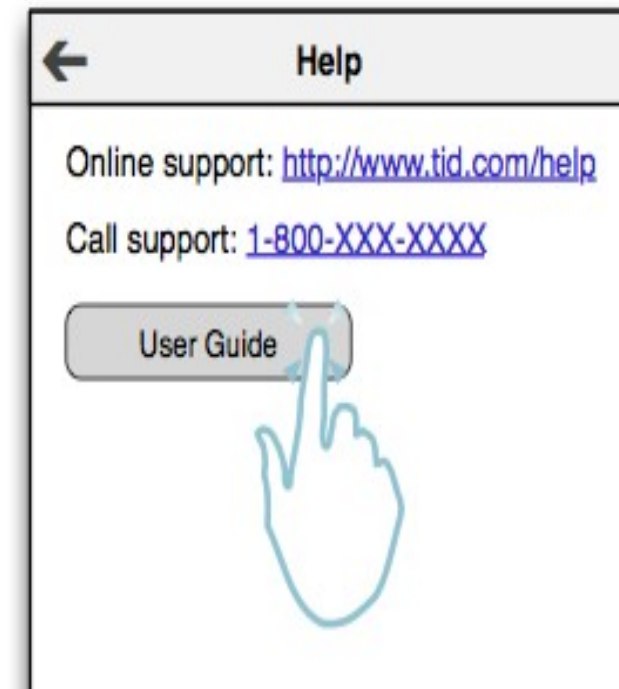 Help
Online support: http://www.tid.com/help
Call support: 1-800-XXX-XXXX
User Guide